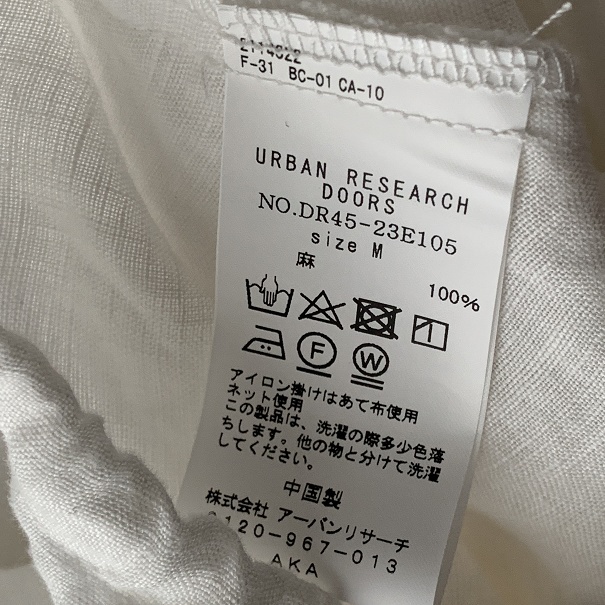 F-31 BC-01 CA-10
URBAN RESEARCH
DOORS
NO.DR45-23E105
size M
麻 100%
F W
アイロン掛けはあて布使用
ネット使用
この製品は、洗濯の際多少色落
ちします。他の物と分けて洗濯
してください。
中国製
株式会社 アーバンリサーチ
0120-967-013
AKA